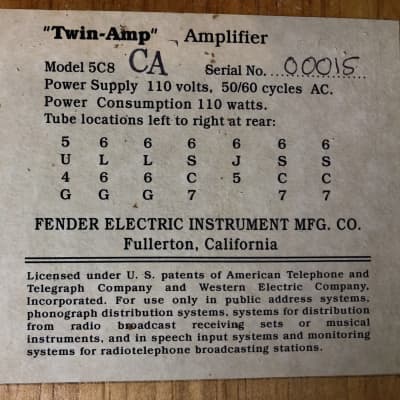 "Twin-Amp" Amplifier
Model 5C8 CA Serial No. 00015
Power Supply 110 volts, 50/60 cycles AC.
Power Consumption 110 watts.
Tube locations left to right at rear:
5 6 6 6 6 6 6
U L L S J S S
4 6 6 C 5 C C
G G G 7 7 7
FENDER ELECTRIC INSTRUMENT MFG. CO.
Fullerton, California
Licensed under U. S. patents of American Telephone and
Telegraph Company and Western Electric Company,
Incorporated. For use only in public address systems,
phonograph distribution systems, systems for distribution
from radio broadcast receiving sets or musical
instruments, and in speech input systems and monitoring
systems for radiotelephone broadcasting stations.